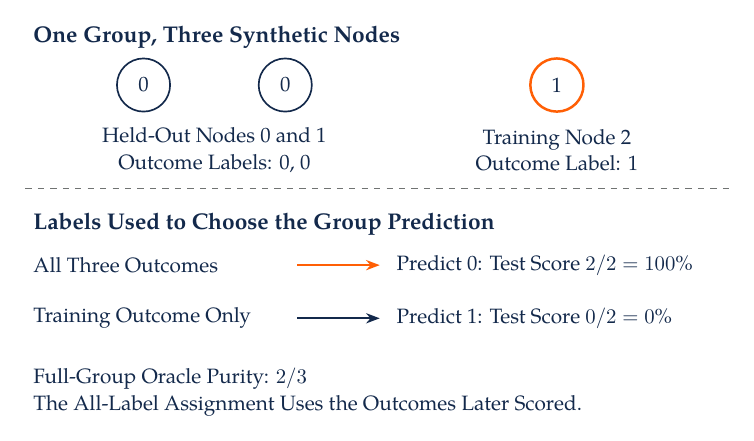 One Group, Three Synthetic Nodes
0 0 1
Held-Out Nodes 0 and 1
Outcome Labels: 0, 0
Training Node 2
Outcome Label: 1
Labels Used to Choose the Group Prediction
All Three Outcomes Predict 0: Test Score 2/2 = 100%
Training Outcome Only Predict 1: Test Score 0/2 = 0%
Full-Group Oracle Purity: 2/3
The All-Label Assignment Uses the Outcomes Later Scored.